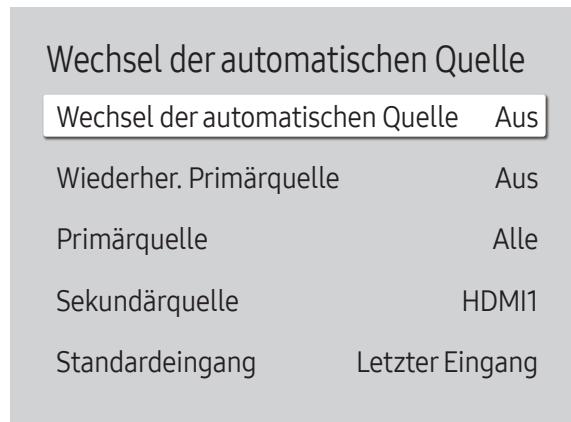 Wechsel der automatischen Quelle
Wechsel der automatischen Quelle Aus
Wiederher. Primärquelle Aus
Primärquelle Alle
Sekundärquelle HDMI1
Standardeingang Letzter Eingang